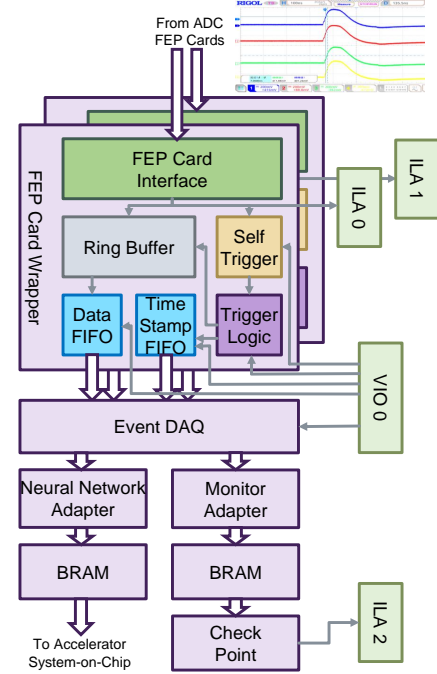 From ADC
FEP Cards
RIGOL
FEP Card Wrapper
FEP Card
Interface
ILA 0
ILA 1
Ring Buffer
Self
Trigger
Data
FIFO
Time
Stamp
FIFO
Trigger
Logic
VIO 0
Event DAQ
Neural Network
Adapter
Monitor
Adapter
BRAM
BRAM
Check
Point
ILA 2
To Accelerator
System-on-Chip